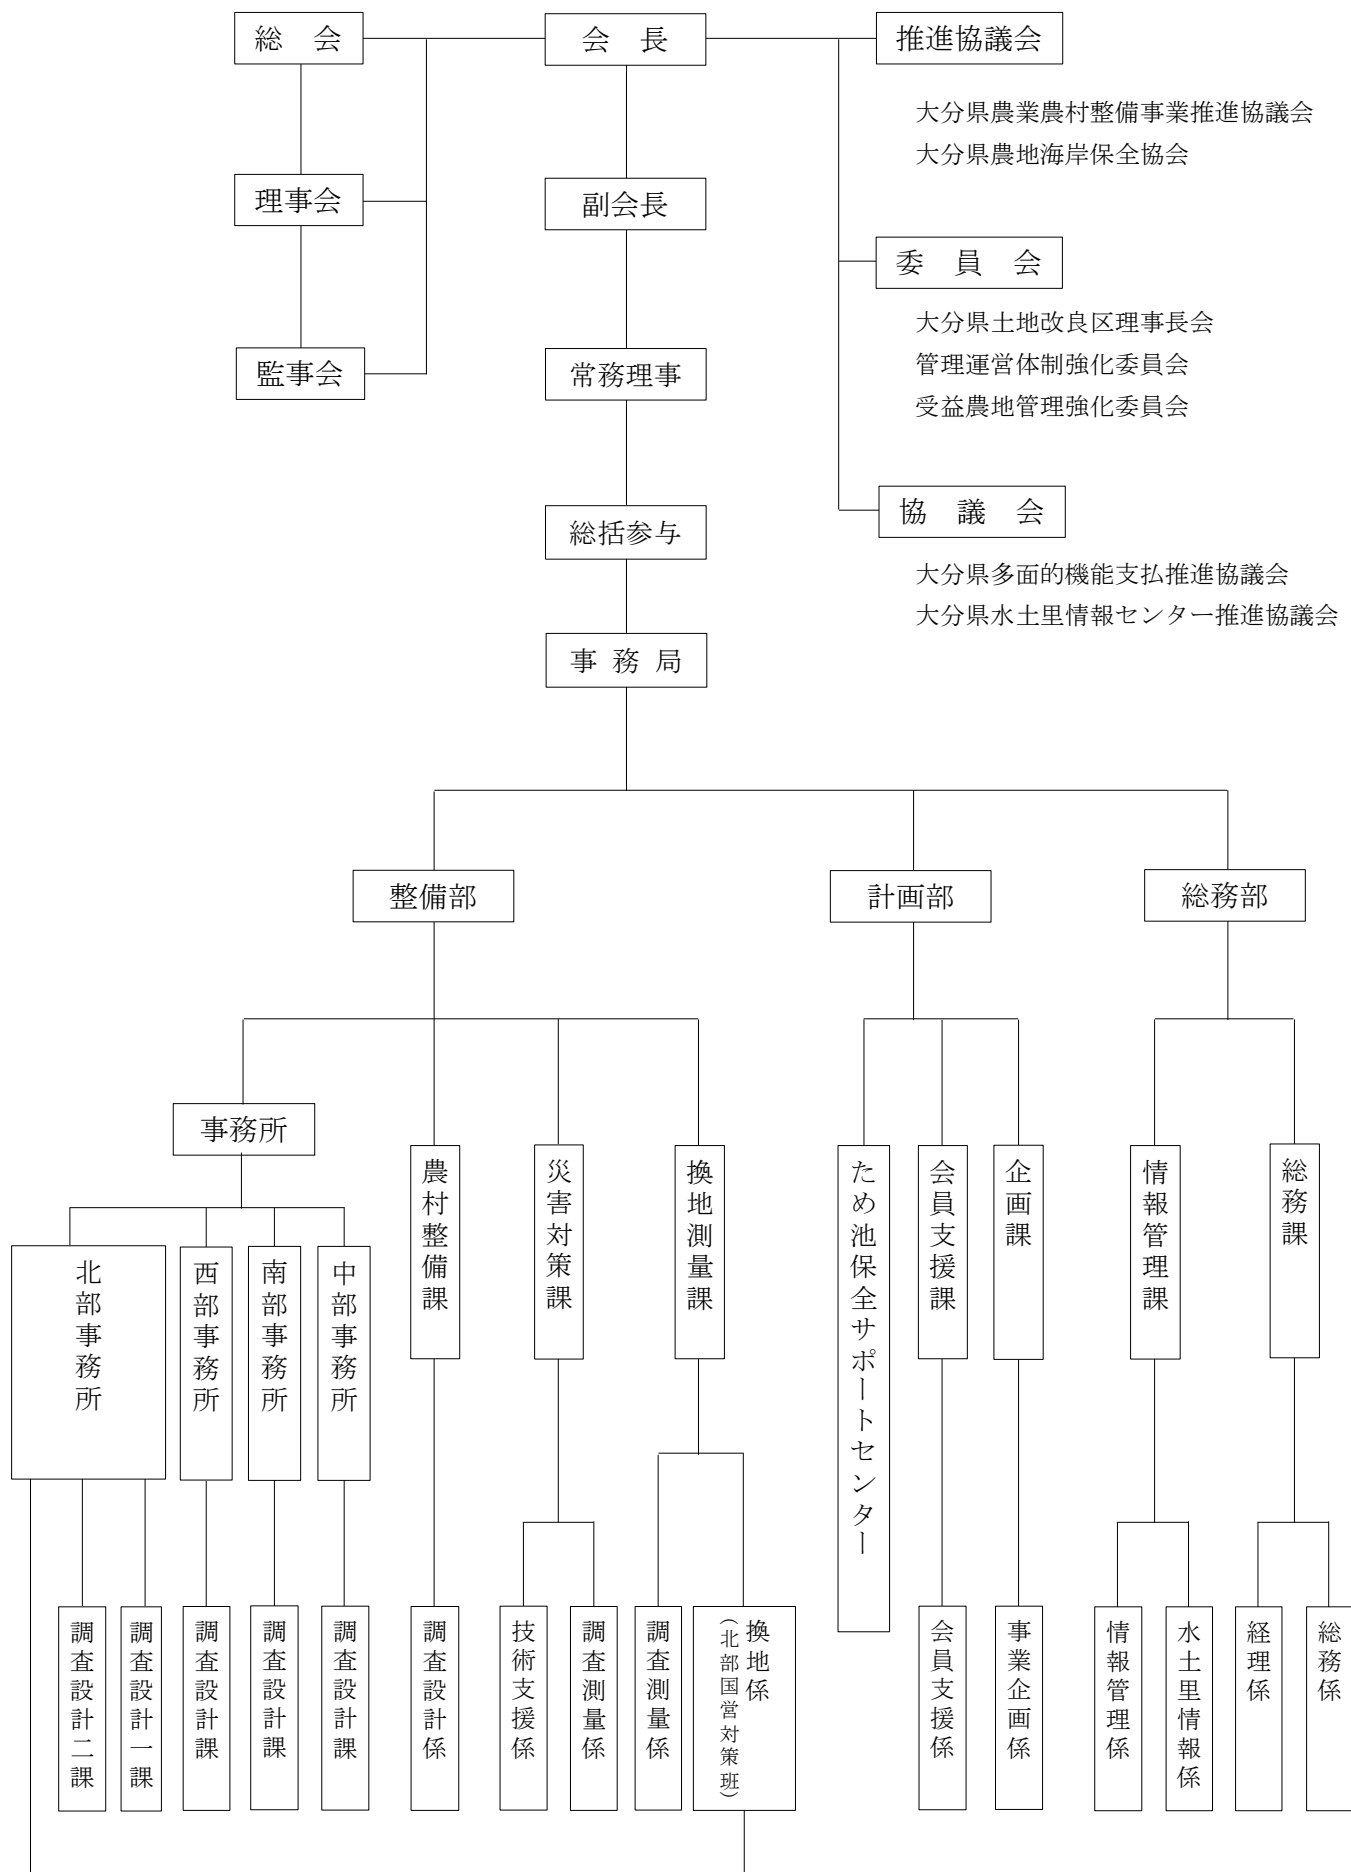 総　会
会　長
推進協議会
大分県農業農村整備事業推進協議会
大分県農地海岸保全協会
理事会
副会長
委　員　会
大分県土地改良区理事長会
管理運営体制強化委員会
受益農地管理強化委員会
監事会
常務理事
協　議　会
大分県多面的機能支払推進協議会
大分県水土里情報センター推進協議会
総括参与
事 務 局
整備部
計画部
総務部
事務所
農村整備課
災害対策課
換地測量課
ため池保全サポートセンター
会員支援課
企画課
情報管理課
総務課
北部事務所
西部事務所
南部事務所
中部事務所
調査設計二課
調査設計一課
調査設計課
調査設計課
調査設計課
調査設計係
技術支援係
調査測量係
調査測量係
換地係
（北部国営対策班）
会員支援係
事業企画係
情報管理係
水土里情報係
経理係
総務係